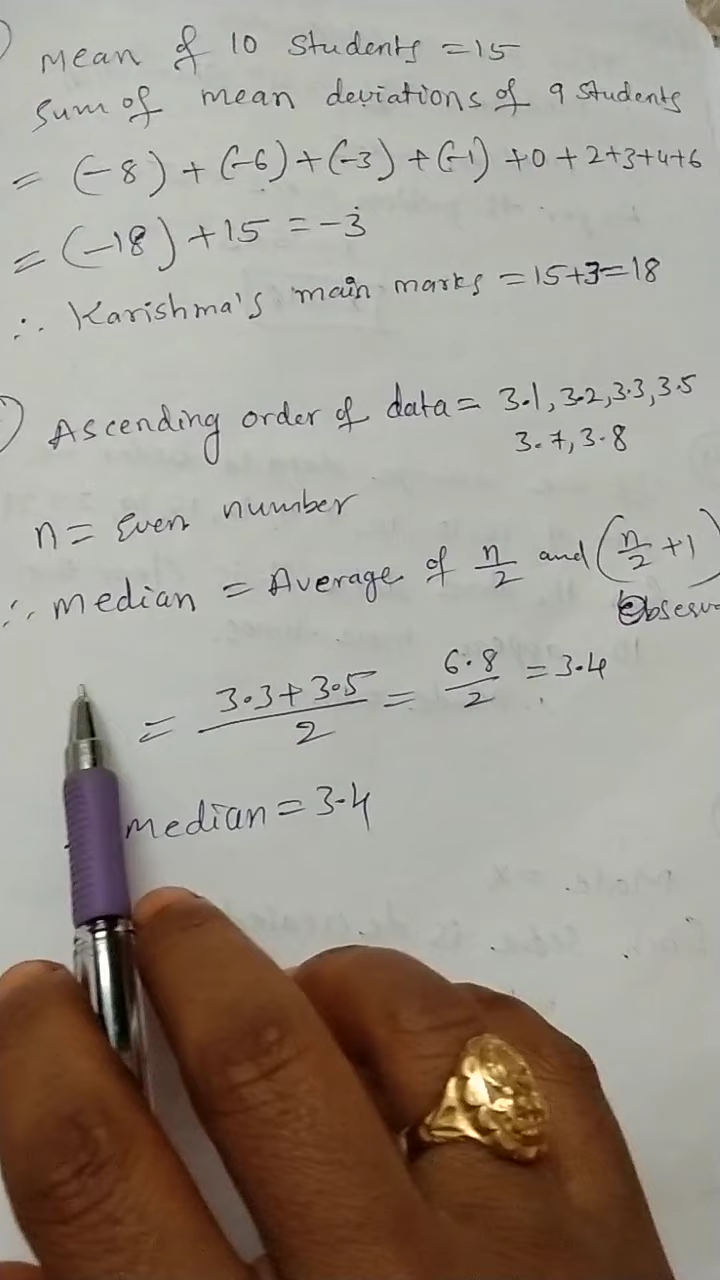 Mean of 10 students = 15
Sum of mean deviations of 9 students
= (-8) + (-6) + (-3) + (-1) + 0 + 2+3+4+6
= (-18) + 15 = -3
∴ Karishma's main marks = 15+3=18
Ascending order of data = 3.1, 3.2, 3.3, 3.5
3.7, 3.8
n = Even number
∴ median = Average of n/2 and (n/2 + 1)
Observ
= (3.3+3.5)/2 = 6.8/2 = 3.4
median = 3.4